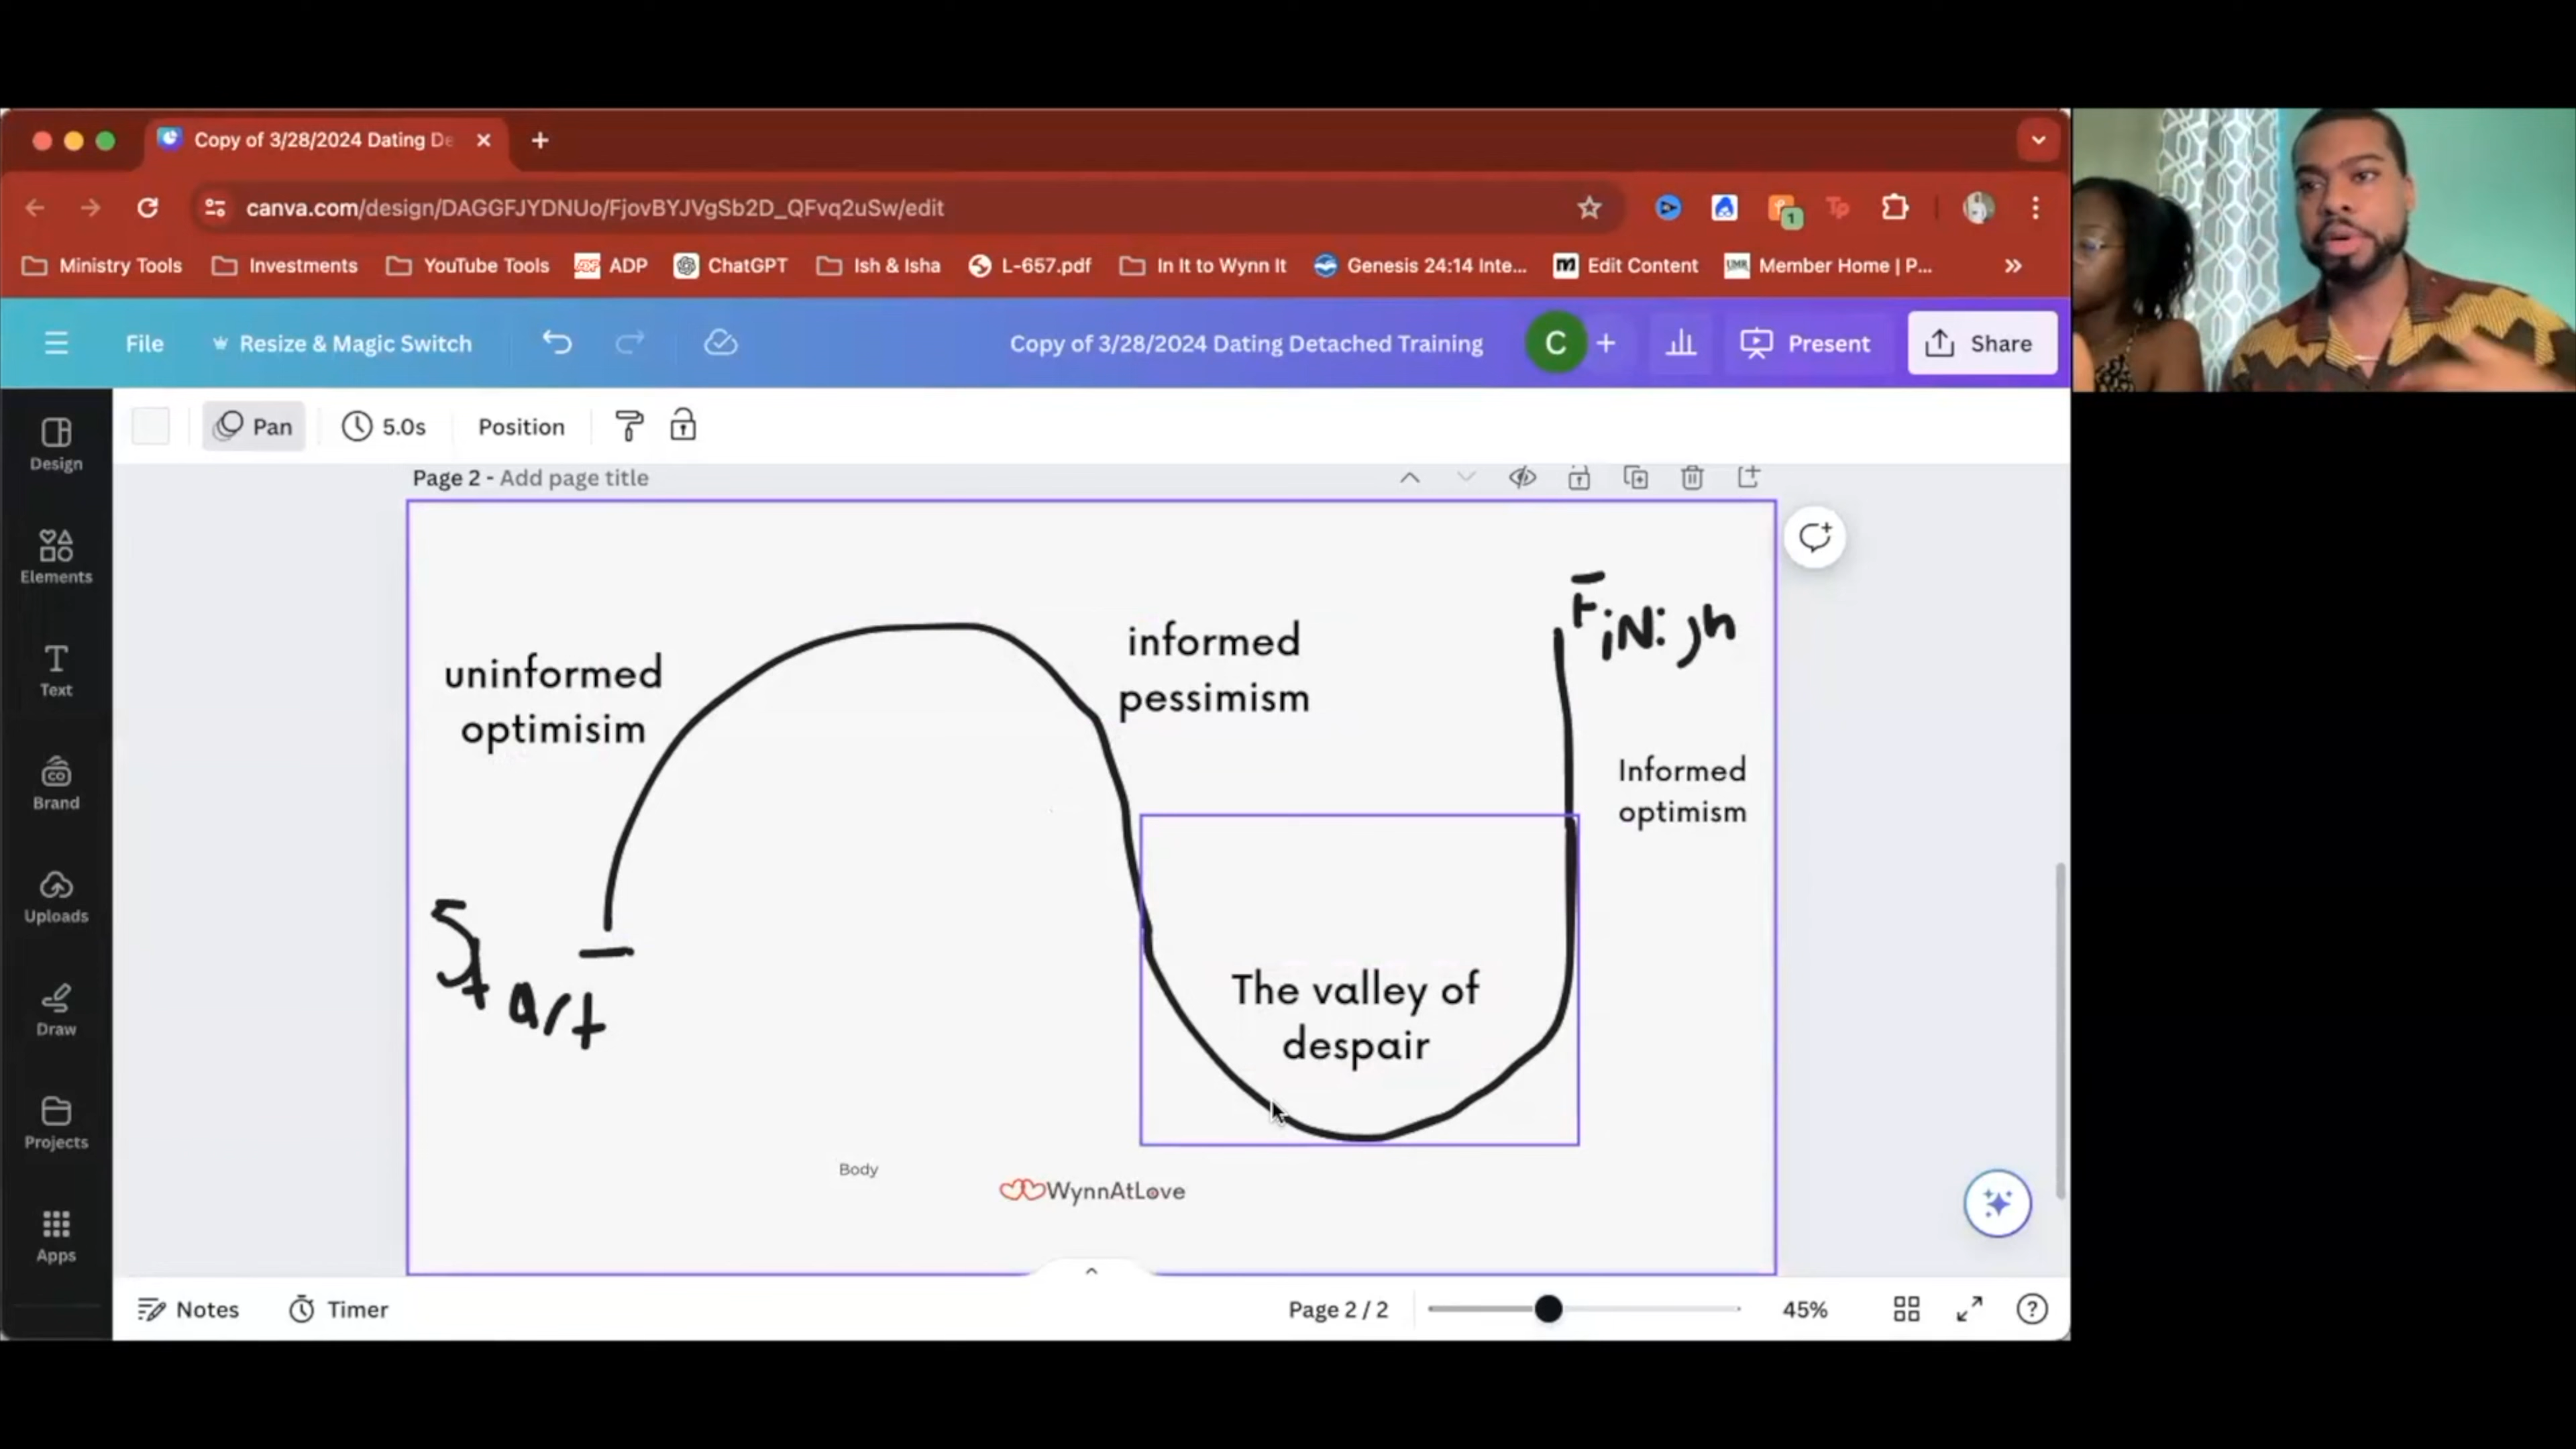 Copy of 3/28/2024 Dating De
canva.com/design/DAGGFJYDNUo/FjovBYJVgSb2D_QFvq2uSw/edit
1
Tp
Ministry Tools Investments YouTube Tools ADP ADP ChatGPT Ish & Isha L-657.pdf In It to Wynn It Genesis 24:14 Inte... Edit Content UMR Member Home | P...
File Resize & Magic Switch Copy of 3/28/2024 Dating Detached Training C Present Share
Pan 5.0s Position
Design
Elements
Text
Brand
Uploads
Draw
Projects
Apps
Page 2 - Add page title
FiNish
uninformed
optimisim
informed
pessimism
Informed
optimism
Start
The valley of
despair
Body
WynnAtLove
Notes Timer Page 2 / 2 45%